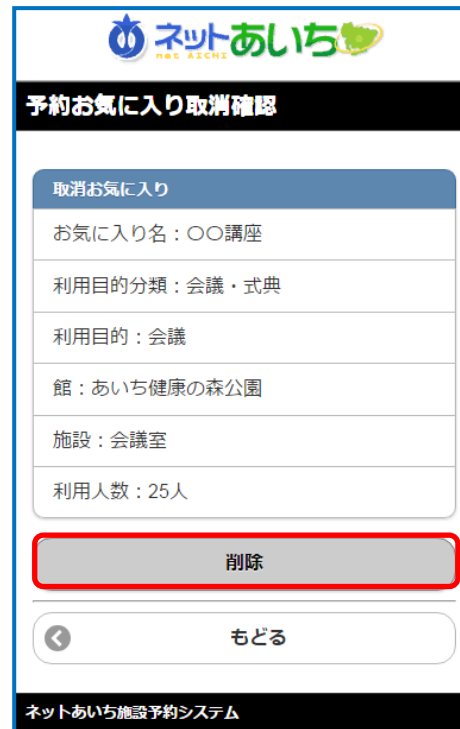 ネットあいち
net AICHI
予約お気に入り取消確認
取消お気に入り
お気に入り名：〇〇講座
利用目的分類：会議・式典
利用目的：会議
館：あいち健康の森公園
施設：会議室
利用人数：25人
削除
もどる
ネットあいち施設予約システム